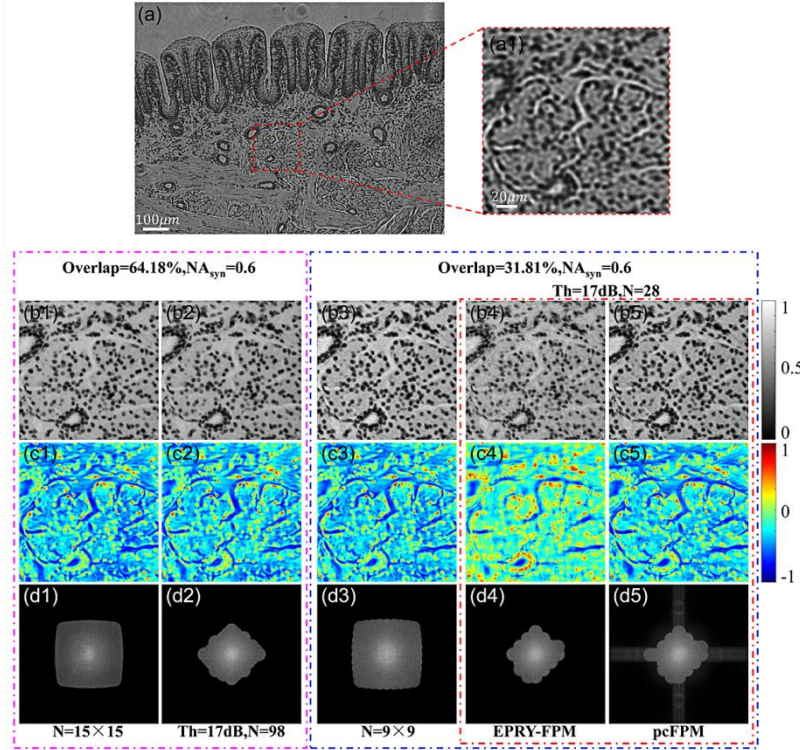 (a)
(a1)
100μm
20μm
Overlap=64.18%,NAsyn=0.6
Overlap=31.81%,NAsyn=0.6
Th=17dB,N=28
(b1)
(b2)
(b3)
(b4)
(b5)
1
0.5
0
(c1)
(c2)
(c3)
(c4)
(c5)
1
0
-1
(d1)
(d2)
(d3)
(d4)
(d5)
N=15×15
Th=17dB,N=98
N=9×9
EPRY-FPM
pcFPM